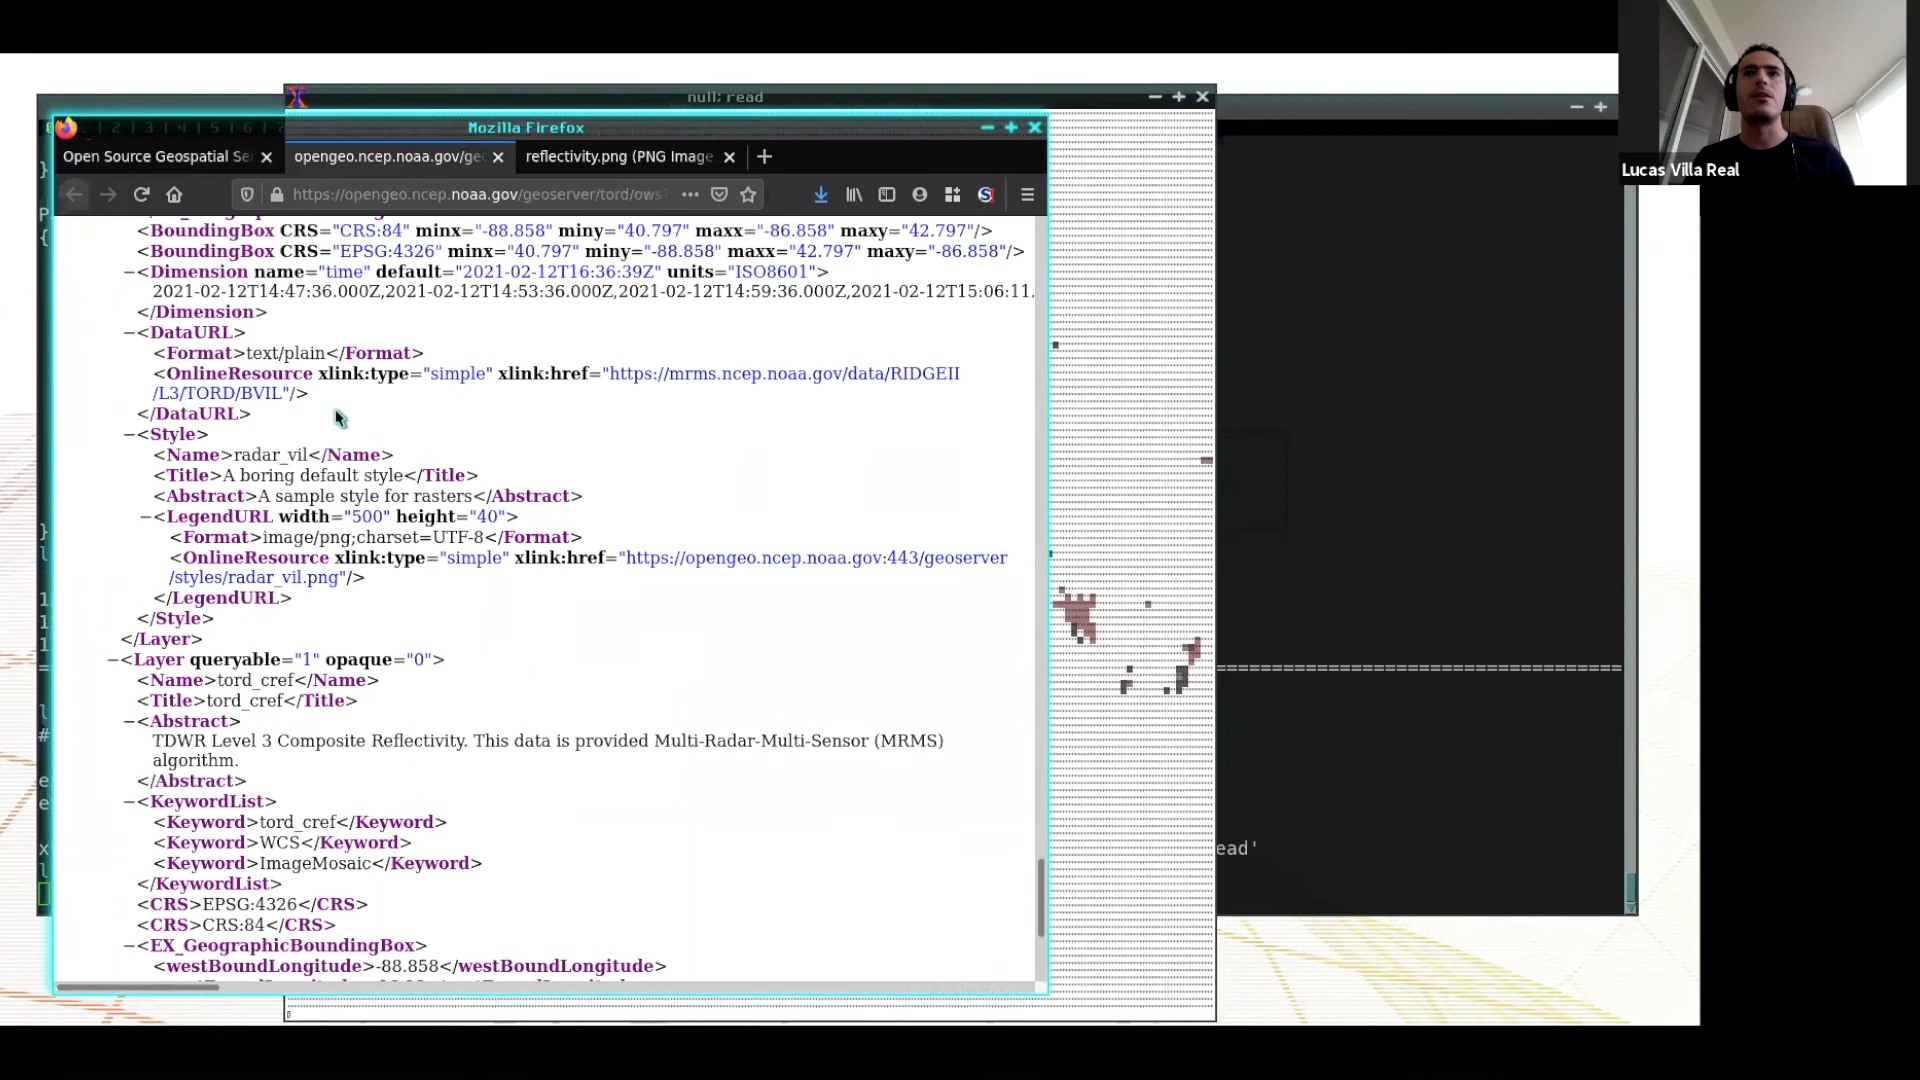 null; read
Mozilla Firefox
Open Source Geospatial Se
opengeo.ncep.noaa.gov/geo
reflectivity.png (PNG Image
https://opengeo.ncep.noaa.gov/geoserver/tord/ows?
Lucas Villa Real
<BoundingBox CRS="CRS:84" minx="-88.858" miny="40.797" maxx="-86.858" maxy="42.797"/>
<BoundingBox CRS="EPSG:4326" minx="40.797" miny="-88.858" maxx="42.797" maxy="-86.858"/>
−<Dimension name="time" default="2021-02-12T16:36:39Z" units="ISO8601">
2021-02-12T14:47:36.000Z,2021-02-12T14:53:36.000Z,2021-02-12T14:59:36.000Z,2021-02-12T15:06:11.
</Dimension>
−<DataURL>
<Format>text/plain</Format>
<OnlineResource xlink:type="simple" xlink:href="https://mrms.ncep.noaa.gov/data/RIDGEII
/L3/TORD/BVIL"/>
</DataURL>
−<Style>
<Name>radar_vil</Name>
<Title>A boring default style</Title>
<Abstract>A sample style for rasters</Abstract>
−<LegendURL width="500" height="40">
<Format>image/png;charset=UTF-8</Format>
<OnlineResource xlink:type="simple" xlink:href="https://opengeo.ncep.noaa.gov:443/geoserver
/styles/radar_vil.png"/>
</LegendURL>
</Style>
</Layer>
−<Layer queryable="1" opaque="0">
<Name>tord_cref</Name>
<Title>tord_cref</Title>
−<Abstract>
TDWR Level 3 Composite Reflectivity. This data is provided Multi-Radar-Multi-Sensor (MRMS)
algorithm.
</Abstract>
−<KeywordList>
<Keyword>tord_cref</Keyword>
<Keyword>WCS</Keyword>
<Keyword>ImageMosaic</Keyword>
</KeywordList>
<CRS>EPSG:4326</CRS>
<CRS>CRS:84</CRS>
−<EX_GeographicBoundingBox>
<westBoundLongitude>-88.858</westBoundLongitude>
ead'